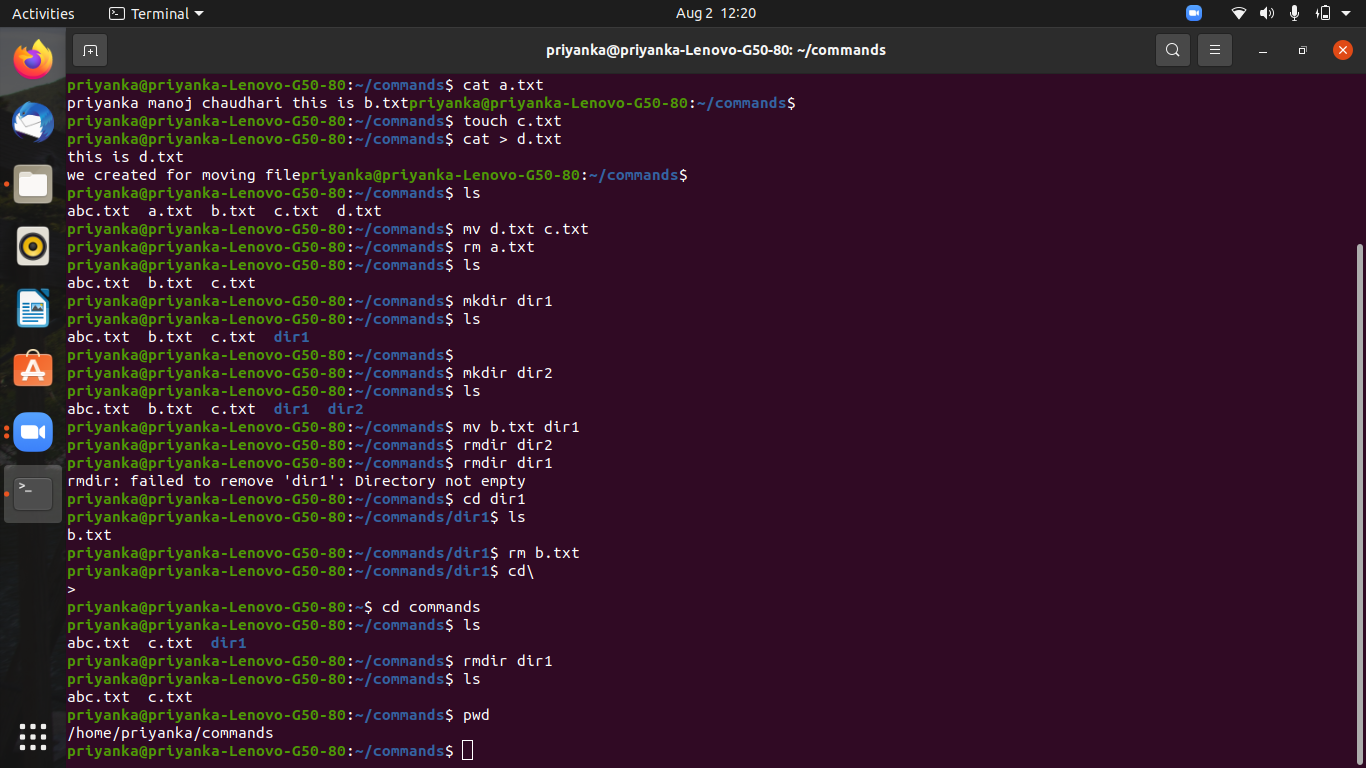 Activities Terminal Aug 2 12:20
priyanka@priyanka-Lenovo-G50-80: ~/commands
priyanka@priyanka-Lenovo-G50-80:~/commands$ cat a.txt
priyanka manoj chaudhari this is b.txtpriyanka@priyanka-Lenovo-G50-80:~/commands$
priyanka@priyanka-Lenovo-G50-80:~/commands$ touch c.txt
priyanka@priyanka-Lenovo-G50-80:~/commands$ cat > d.txt
this is d.txt
we created for moving filepriyanka@priyanka-Lenovo-G50-80:~/commands$
priyanka@priyanka-Lenovo-G50-80:~/commands$ ls
abc.txt  a.txt  b.txt  c.txt  d.txt
priyanka@priyanka-Lenovo-G50-80:~/commands$ mv d.txt c.txt
priyanka@priyanka-Lenovo-G50-80:~/commands$ rm a.txt
priyanka@priyanka-Lenovo-G50-80:~/commands$ ls
abc.txt  b.txt  c.txt
priyanka@priyanka-Lenovo-G50-80:~/commands$ mkdir dir1
priyanka@priyanka-Lenovo-G50-80:~/commands$ ls
abc.txt  b.txt  c.txt  dir1
priyanka@priyanka-Lenovo-G50-80:~/commands$
priyanka@priyanka-Lenovo-G50-80:~/commands$ mkdir dir2
priyanka@priyanka-Lenovo-G50-80:~/commands$ ls
abc.txt  b.txt  c.txt  dir1  dir2
priyanka@priyanka-Lenovo-G50-80:~/commands$ mv b.txt dir1
priyanka@priyanka-Lenovo-G50-80:~/commands$ rmdir dir2
priyanka@priyanka-Lenovo-G50-80:~/commands$ rmdir dir1
rmdir: failed to remove 'dir1': Directory not empty
priyanka@priyanka-Lenovo-G50-80:~/commands$ cd dir1
priyanka@priyanka-Lenovo-G50-80:~/commands/dir1$ ls
b.txt
priyanka@priyanka-Lenovo-G50-80:~/commands/dir1$ rm b.txt
priyanka@priyanka-Lenovo-G50-80:~/commands/dir1$ cd\
>
priyanka@priyanka-Lenovo-G50-80:~$ cd commands
priyanka@priyanka-Lenovo-G50-80:~/commands$ ls
abc.txt  c.txt  dir1
priyanka@priyanka-Lenovo-G50-80:~/commands$ rmdir dir1
priyanka@priyanka-Lenovo-G50-80:~/commands$ ls
abc.txt  c.txt
priyanka@priyanka-Lenovo-G50-80:~/commands$ pwd
/home/priyanka/commands
priyanka@priyanka-Lenovo-G50-80:~/commands$